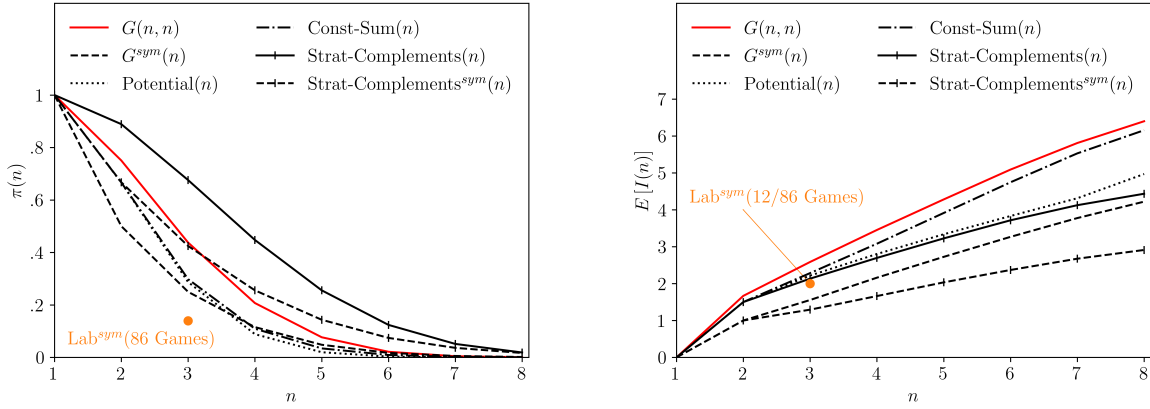 G(n, n)
G^{sym}(n)
Potential(n)
Const-Sum(n)
Strat-Complements(n)
Strat-Complements^{sym}(n)
π(n)
1
.8
.6
.4
.2
0
Lab^{sym}(86 Games)
1 2 3 4 5 6 7 8
n
G(n, n)
G^{sym}(n)
Potential(n)
Const-Sum(n)
Strat-Complements(n)
Strat-Complements^{sym}(n)
E [I(n)]
7
6
5
4
3
2
1
0
Lab^{sym}(12/86 Games)
1 2 3 4 5 6 7 8
n